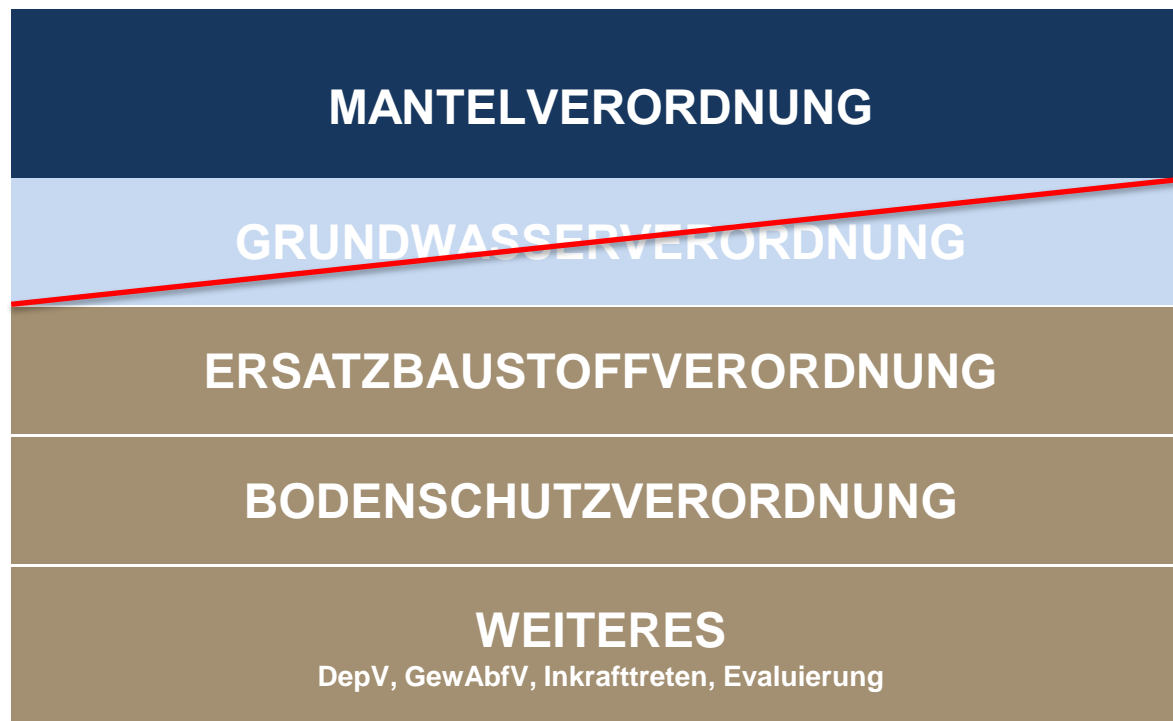 MANTELVERORDNUNG
GRUNDWASSERVERORDNUNG
ERSATZBAUSTOFFVERORDNUNG
BODENSCHUTZVERORDNUNG
WEITERES
DepV, GewAbfV, Inkrafttreten, Evaluierung